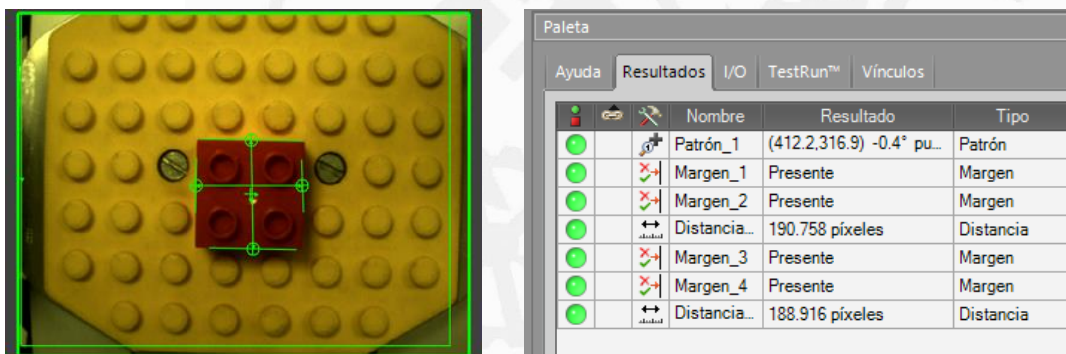 Paleta
Ayuda Resultados I/O TestRun™ Vínculos
Nombre Resultado Tipo
Patrón_1 (412.2,316.9) -0.4° pu... Patrón
Margen_1 Presente Margen
Margen_2 Presente Margen
Distancia... 190.758 píxeles Distancia
Margen_3 Presente Margen
Margen_4 Presente Margen
Distancia... 188.916 píxeles Distancia